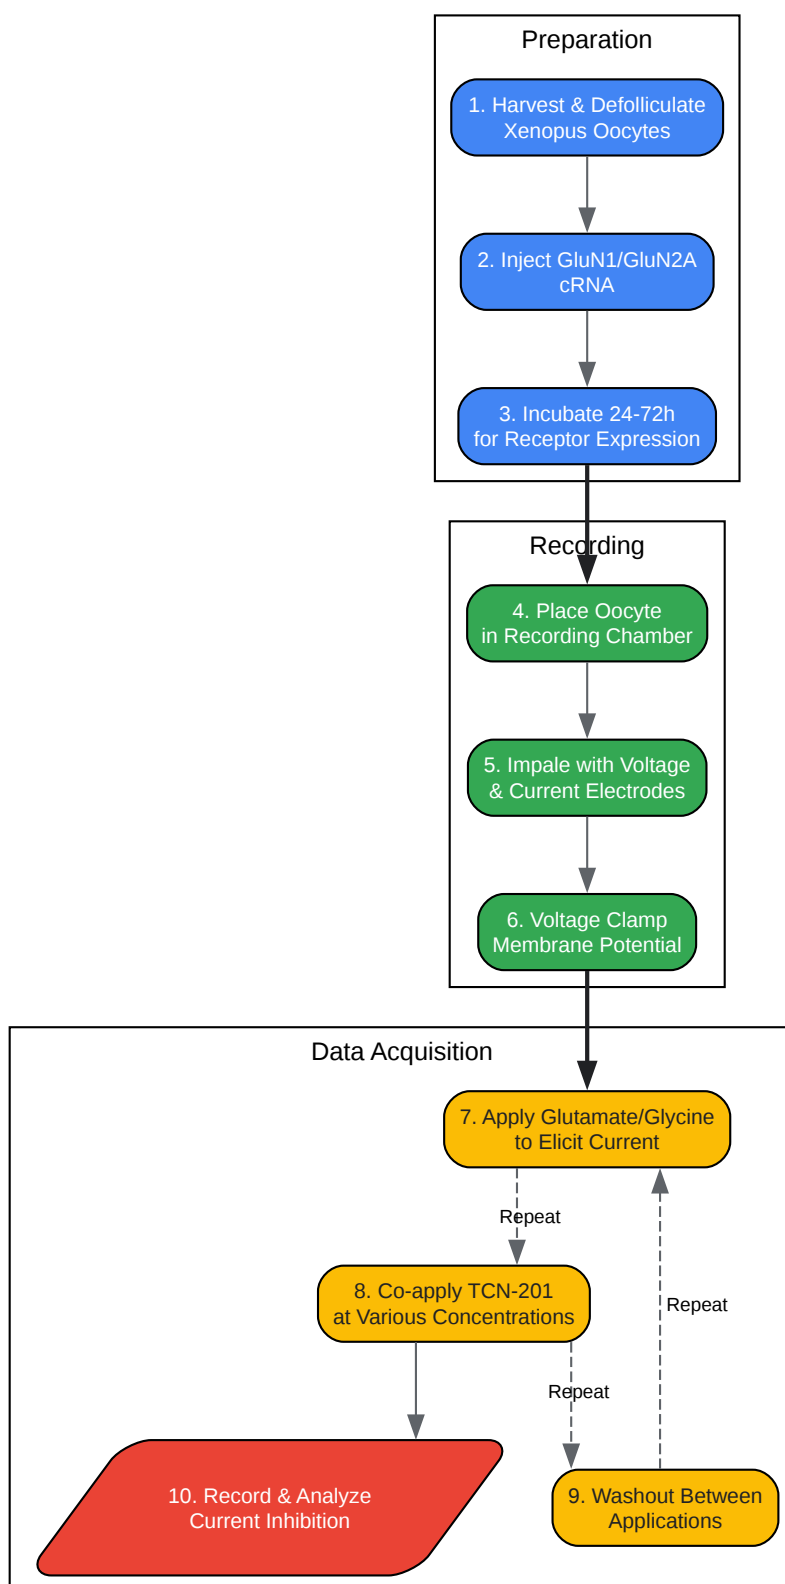 Preparation
1. Harvest & Defolliculate
Xenopus Oocytes
2. Inject GluN1/GluN2A
cRNA
3. Incubate 24-72h
for Receptor Expression
Recording
4. Place Oocyte
in Recording Chamber
5. Impale with Voltage
& Current Electrodes
6. Voltage Clamp
Membrane Potential
Data Acquisition
7. Apply Glutamate/Glycine
to Elicit Current
Repeat
8. Co-apply TCN-201
at Various Concentrations
Repeat
Repeat
10. Record & Analyze
Current Inhibition
9. Washout Between
Applications